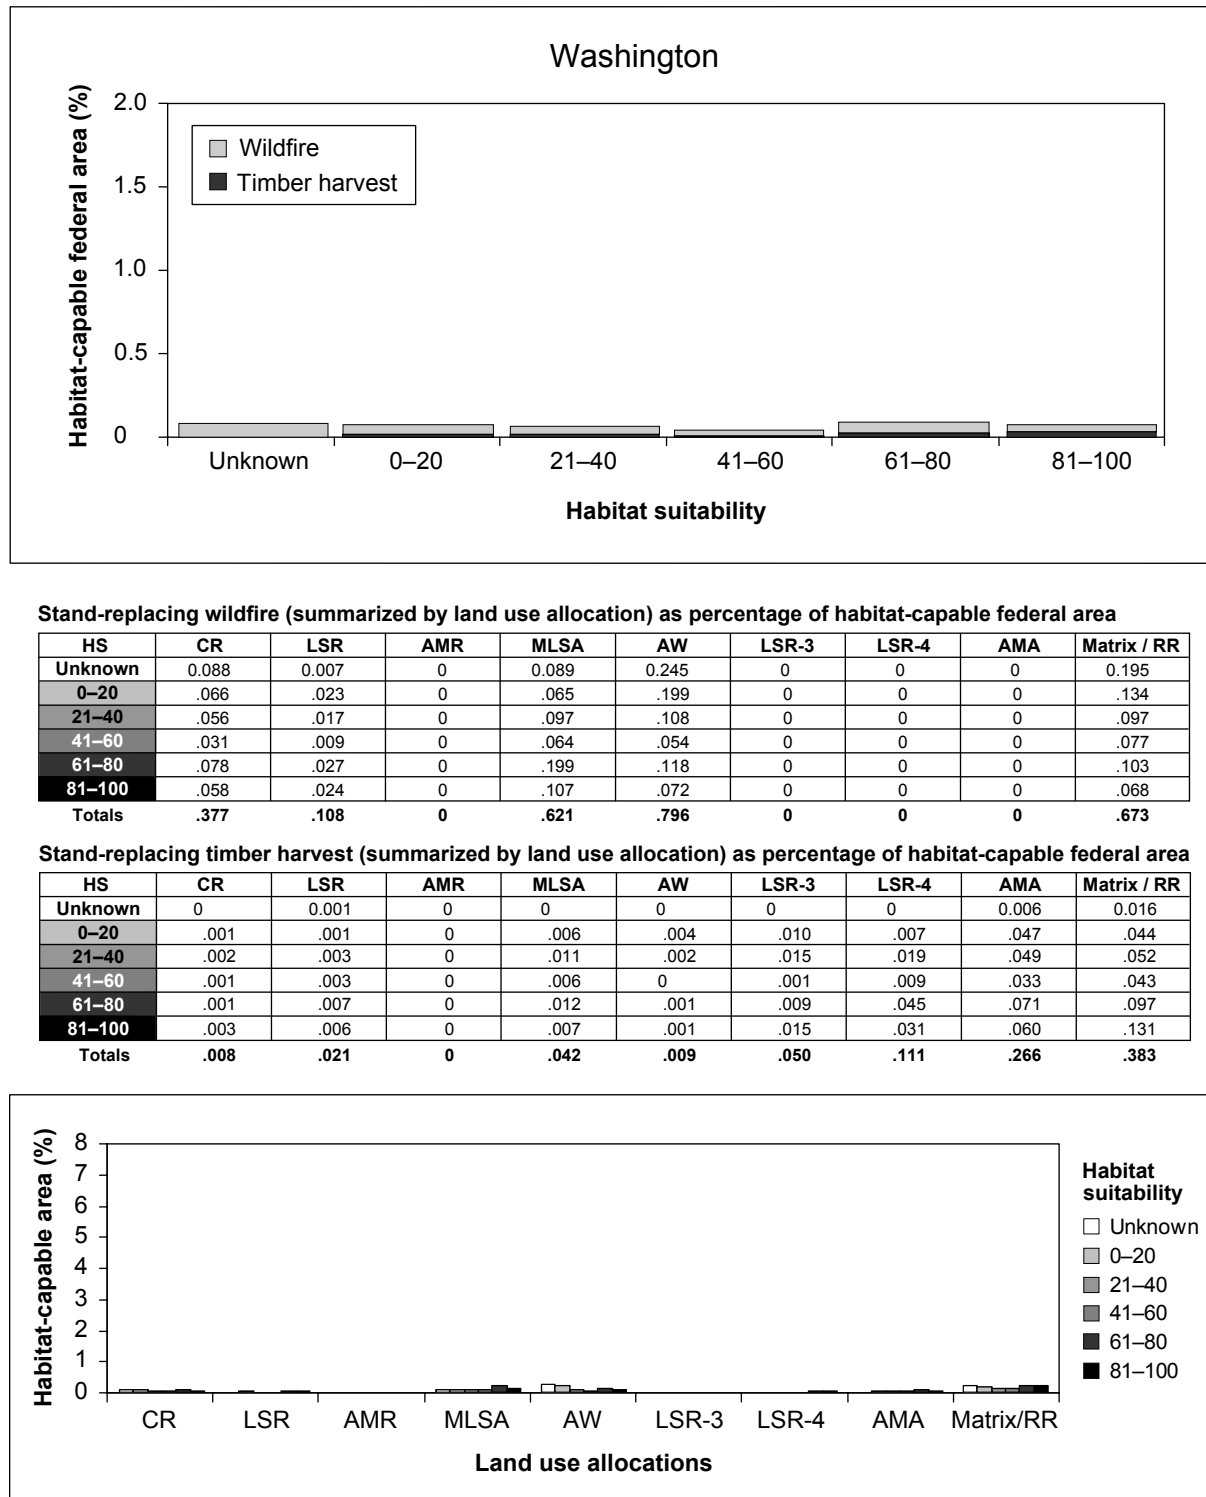 Washington
Habitat-capable federal area (%)
2.0
1.5
1.0
0.5
0
Wildfire
Timber harvest
Unknown 0–20 21–40 41–60 61–80 81–100
Habitat suitability
Stand-replacing wildfire (summarized by land use allocation) as percentage of habitat-capable federal area
HS CR LSR AMR MLSA AW LSR-3 LSR-4 AMA Matrix / RR
Unknown 0.088 0.007 0 0.089 0.245 0 0 0 0.195
0–20 .066 .023 0 .065 .199 0 0 0 .134
21–40 .056 .017 0 .097 .108 0 0 0 .097
41–60 .031 .009 0 .064 .054 0 0 0 .077
61–80 .078 .027 0 .199 .118 0 0 0 .103
81–100 .058 .024 0 .107 .072 0 0 0 .068
Totals .377 .108 0 .621 .796 0 0 0 .673
Stand-replacing timber harvest (summarized by land use allocation) as percentage of habitat-capable federal area
HS CR LSR AMR MLSA AW LSR-3 LSR-4 AMA Matrix / RR
Unknown 0 0.001 0 0 0 0 0 0.006 0.016
0–20 .001 .001 0 .006 .004 .010 .007 .047 .044
21–40 .002 .003 0 .011 .002 .015 .019 .049 .052
41–60 .001 .003 0 .006 0 .001 .009 .033 .043
61–80 .001 .007 0 .012 .001 .009 .045 .071 .097
81–100 .003 .006 0 .007 .001 .015 .031 .060 .131
Totals .008 .021 0 .042 .009 .050 .111 .266 .383
Habitat-capable area (%)
8
7
6
5
4
3
2
1
0
CR LSR AMR MLSA AW LSR-3 LSR-4 AMA Matrix/RR
Land use allocations
Habitat
suitability
Unknown
0–20
21–40
41–60
61–80
81–100